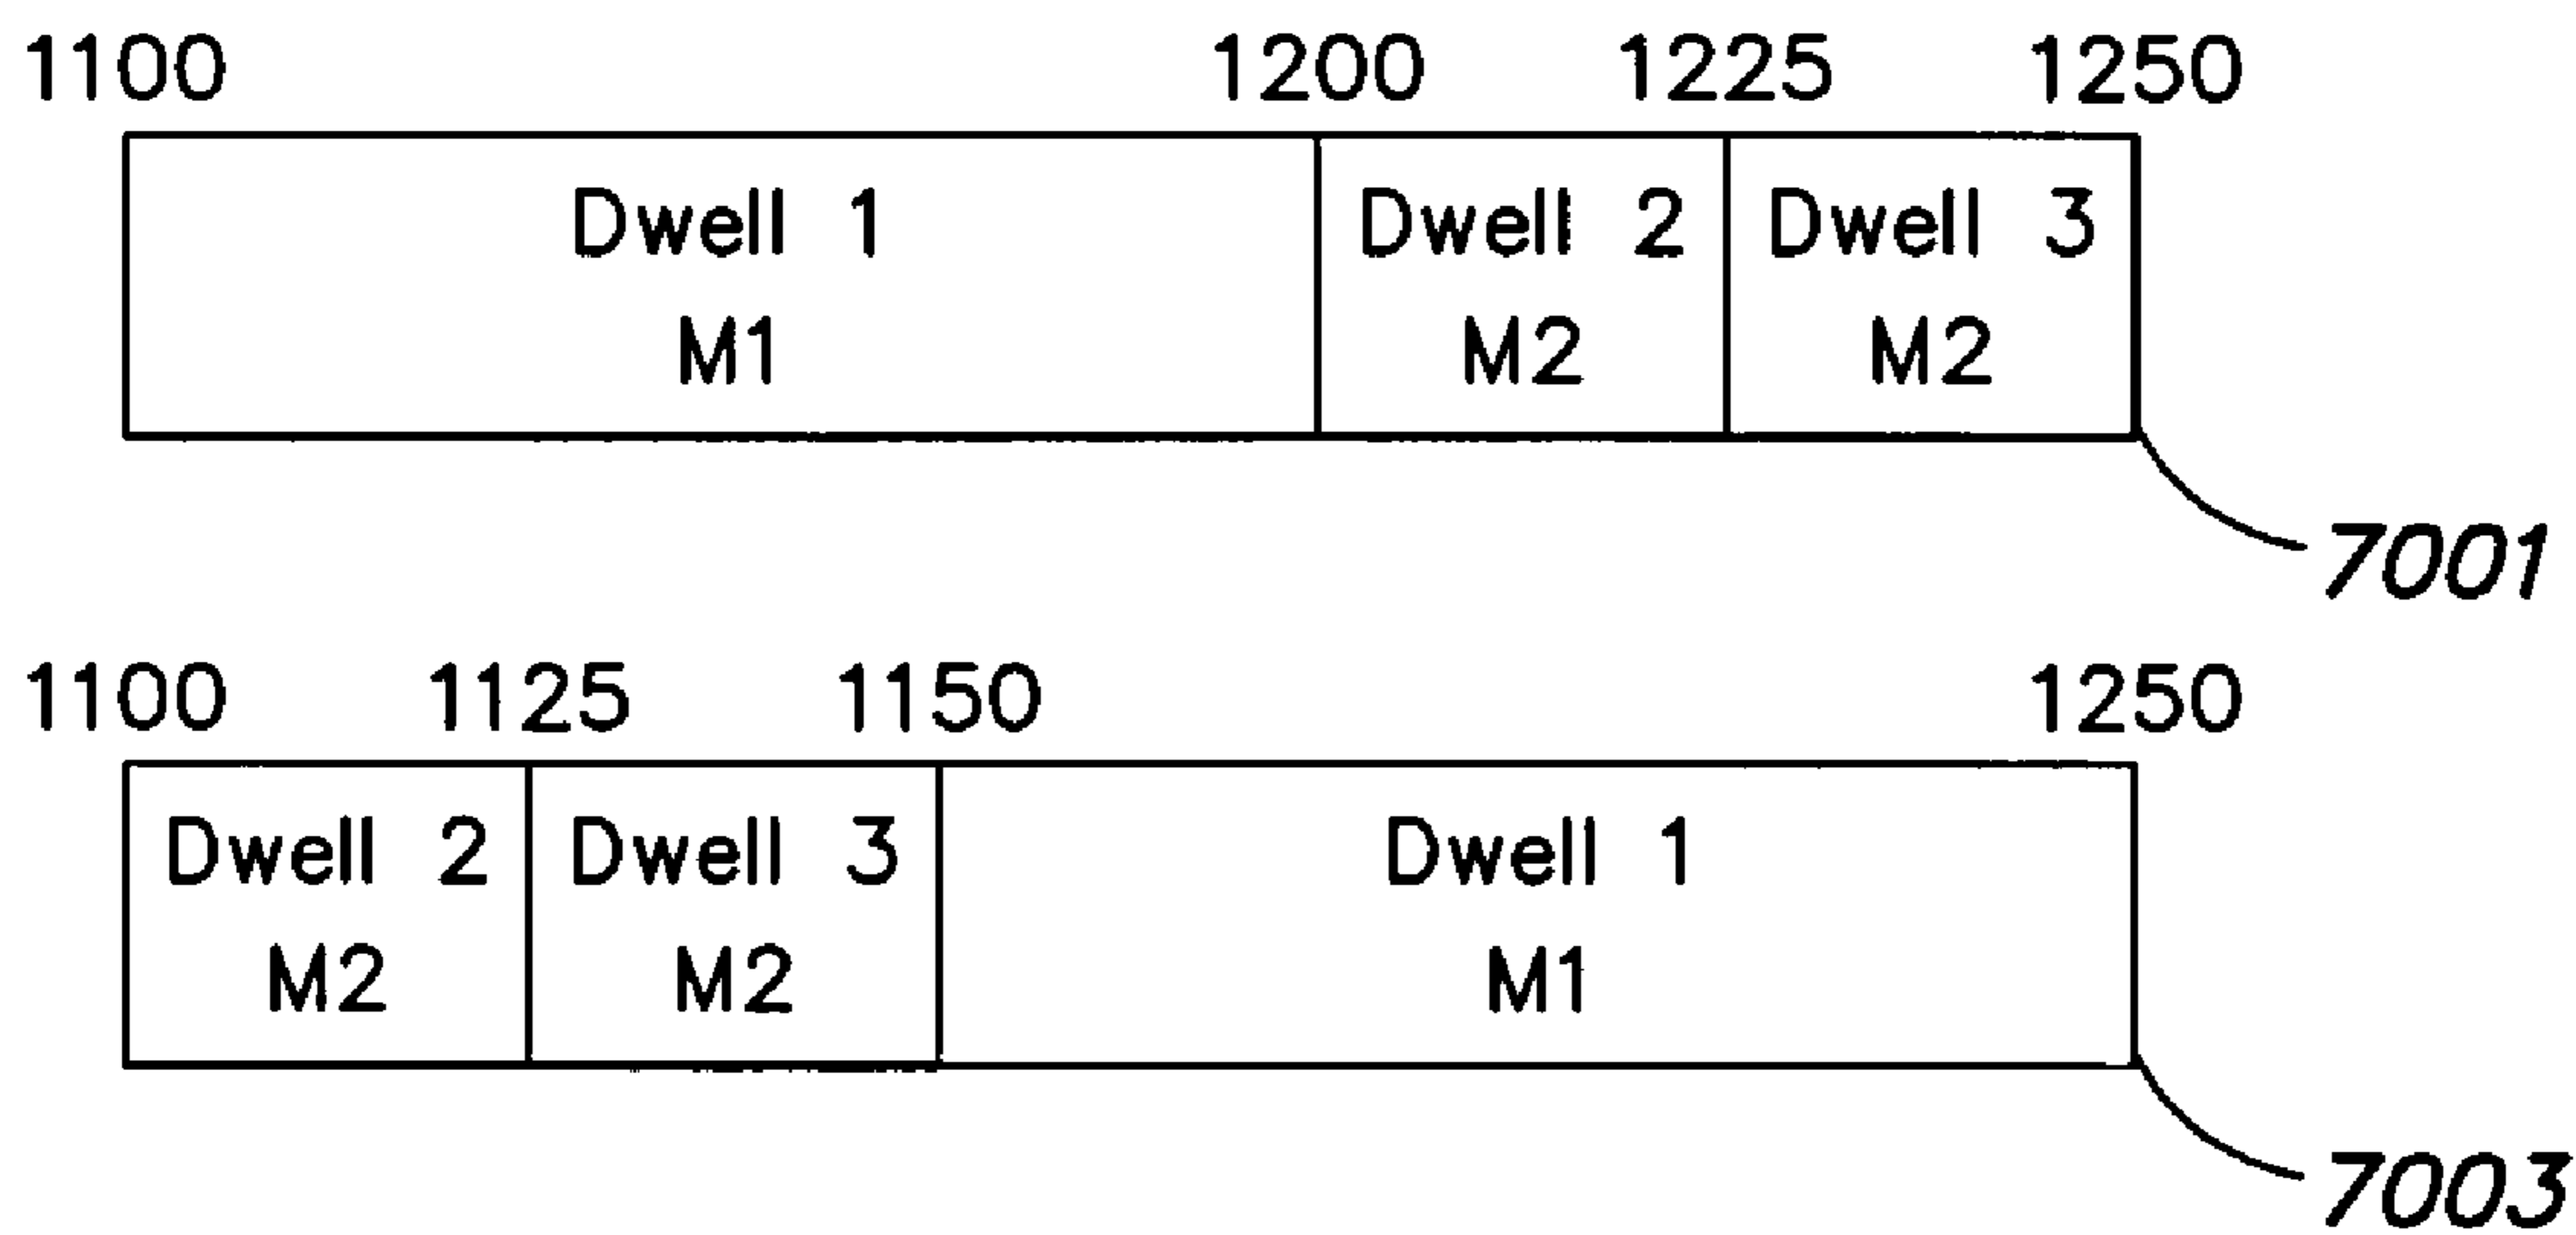 1100 1200 1225 1250
Dwell 1 Dwell 2 Dwell 3
M1 M2 M2
7001
1100 1125 1150 1250
Dwell 2 Dwell 3 Dwell 1
M2 M2 M1
7003